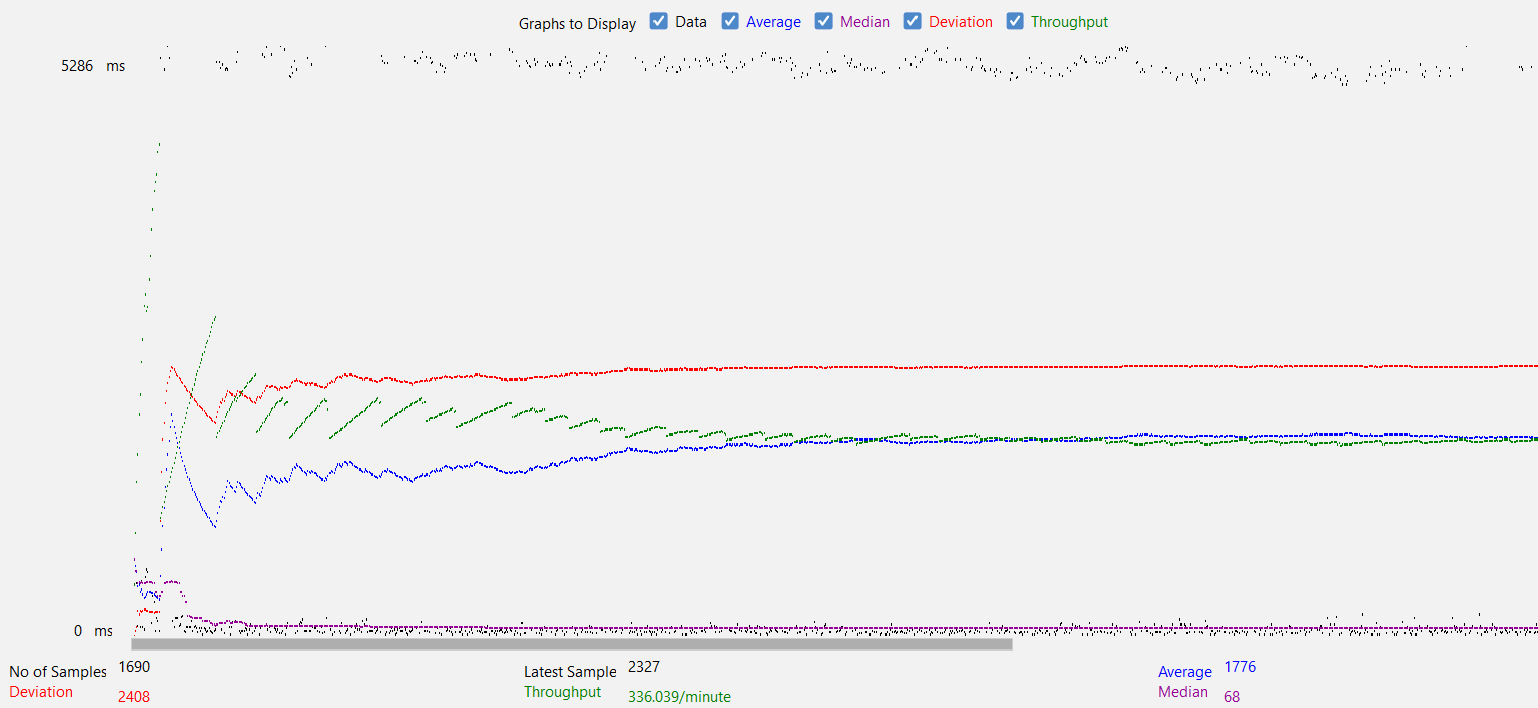 Graphs to Display Data Average Median Deviation Throughput
5286 ms
0 ms
No of Samples 1690 Latest Sample 2327 Average 1776
Deviation 2408 Throughput 336.039/minute Median 68